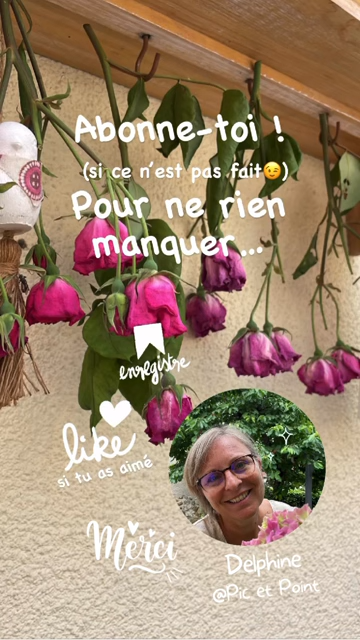 Abonne-toi !
(si ce n'est pas fait😉)
Pour ne rien
manquer...
enregistre
like
si tu as aimé
Merci
Delphine
@Pic et Point